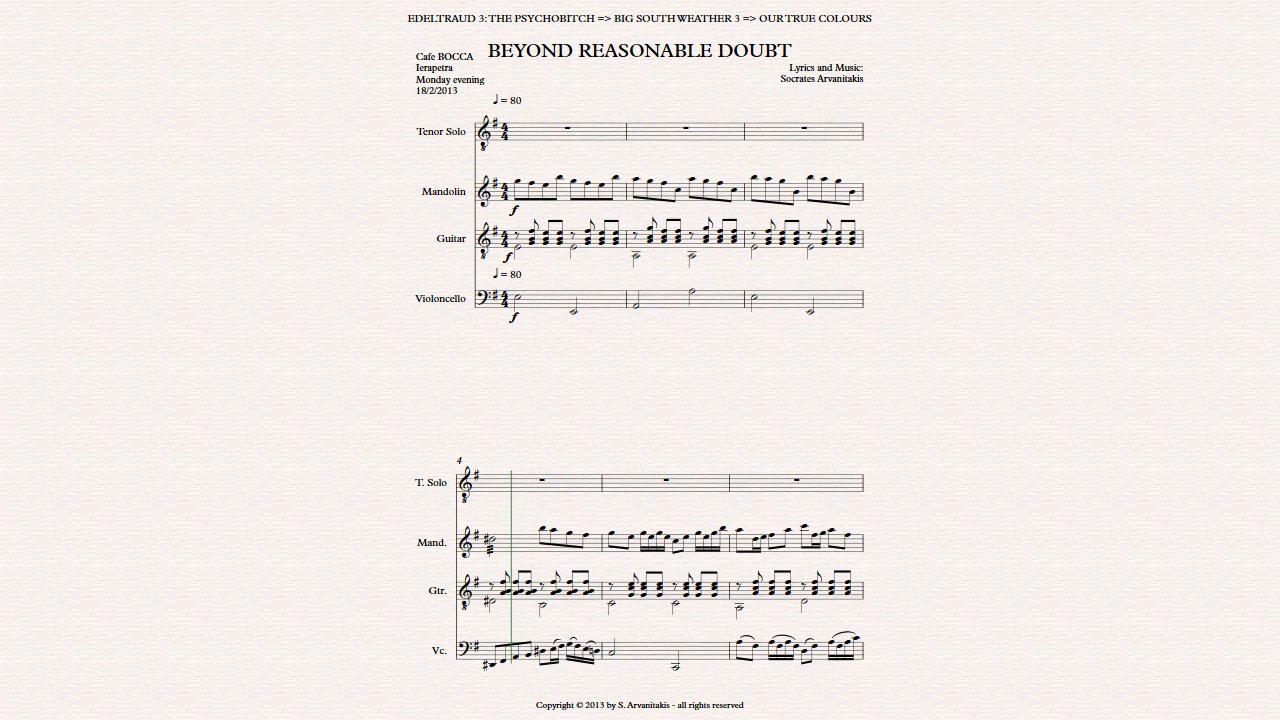 EDELTRAUD 3: THE PSYCHOBITCH => BIG SOUTH WEATHER 3 => OUR TRUE COLOURS
BEYOND REASONABLE DOUBT
Cafe BOCCA
Ierapetra
Monday evening
18/2/2013
Lyrics and Music:
Socrates Arvanitakis
♩ = 80
Tenor Solo
Mandolin
f
Guitar
f
♩ = 80
Violoncello
f
4
T. Solo
Mand.
Gtr.
Vc.
Copyright © 2013 by S. Arvanitakis - all rights reserved